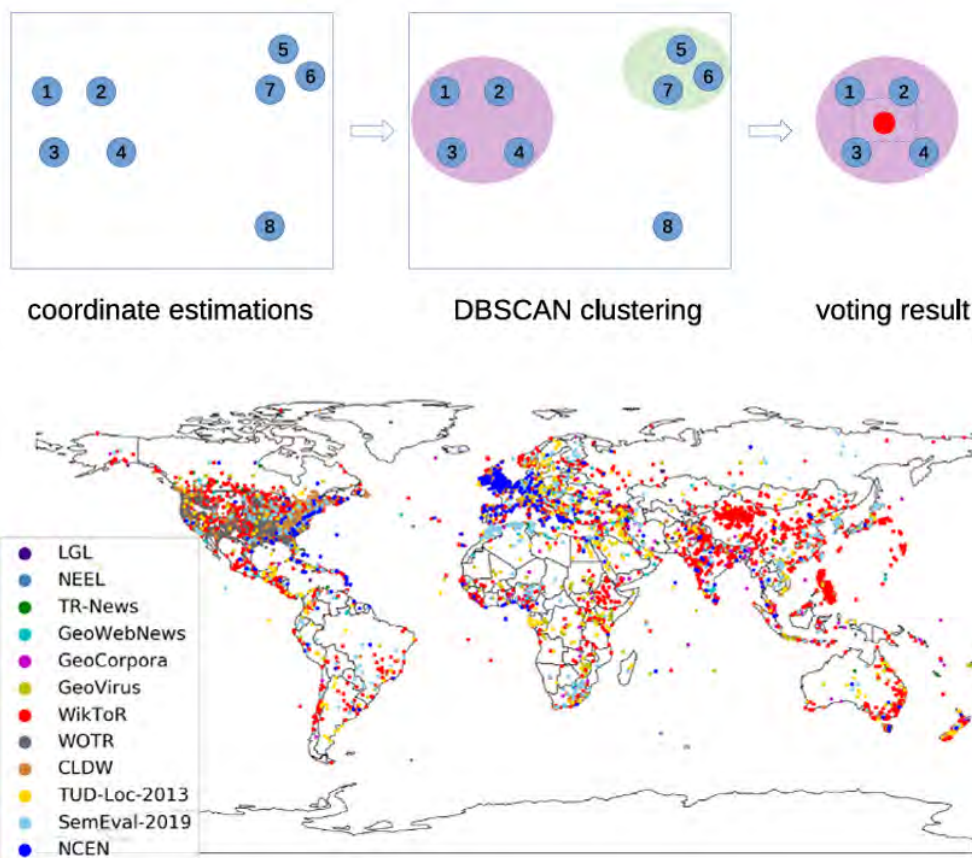 5
5
6
6
1 2
7
1 2
7
1 2
3 4
3 4
3 4
8
8
coordinate estimations
DBSCAN clustering
voting result
LGL
NEEL
TR-News
GeoWebNews
GeoCorpora
GeoVirus
WikToR
WOTR
CLDW
TUD-Loc-2013
SemEval-2019
NCEN